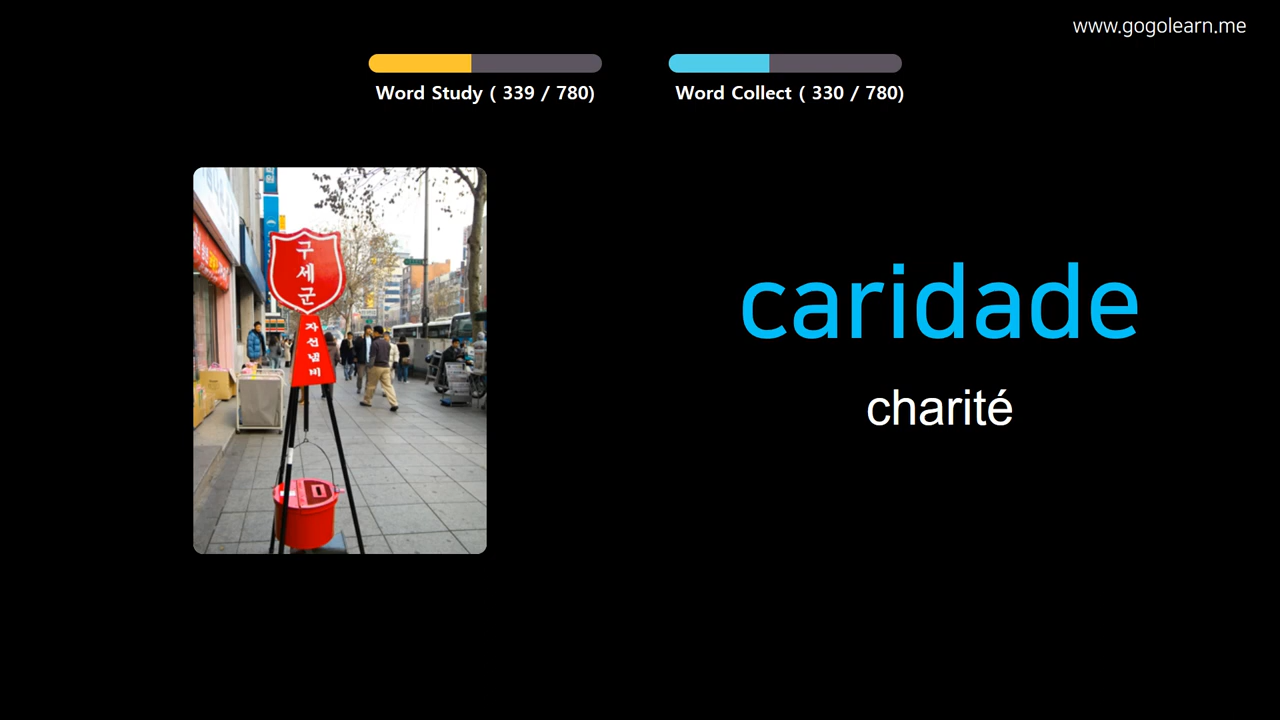 www.gogolearn.me
Word Study ( 339 / 780)
Word Collect ( 330 / 780)
구
세
군
자
선
냄
비
caridade
charité